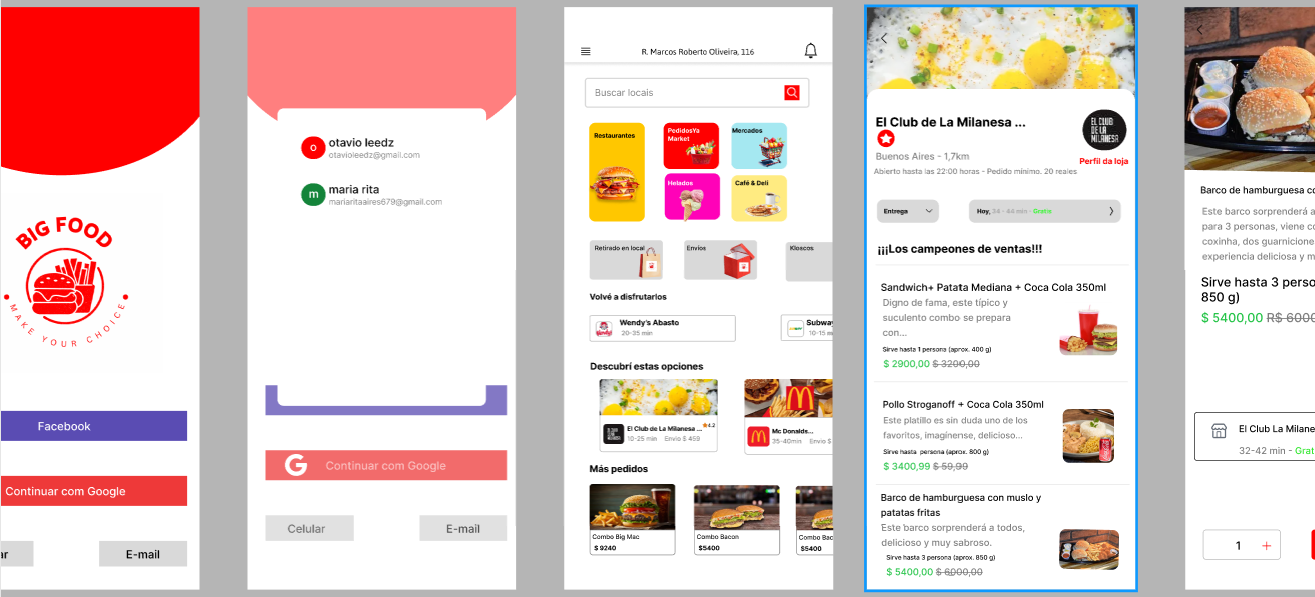 BIG FOOD
MAKE YOUR CHOICE
Facebook
Continuar com Google
ar
E-mail
o
otavio leedz
otavioleedz@gmail.com
m
maria rita
mariaritaaires679@gmail.com
Continuar com Google
Celular
E-mail
R. Marcos Roberto Oliveira, 116
Buscar locais
Restaurantes
PedidosYa
Market
Mercados
Helados
Café & Deli
Retirado en local
Envíos
Kioscos
Volvé a disfrutarlos
Wendy's Abasto
20-35 min
Subway
10-15 m
Descubrí estas opciones
El Club de La Milanesa ...
4.2
10-25 min Envio $ 459
Mc Donalds...
35-40min Envio $
Más pedidos
Combo Big Mac
$ 9240
Combo Bacon
$5400
Combo Bac
$5400
El Club de La Milanesa ...
EL CLUB
DE LA
MILANESA
Buenos Aires - 1,7km
Perfil da loja
Abierto hasta las 22:00 horas - Pedido mínimo. 20 reales
Entrega
Hoy, 34 - 44 min - Gratis
¡¡¡Los campeones de ventas!!!
Sandwich+ Patata Mediana + Coca Cola 350ml
Digno de fama, este típico y
suculento combo se prepara
con...
Sirve hasta 1 persona (aprox. 400 g)
$ 2900,00 $ 3200,00
Pollo Stroganoff + Coca Cola 350ml
Este platillo es sin duda uno de los
favoritos, imagínense, delicioso...
Sirve hasta persona (aprox. 800 g)
$ 3400,99 $ 59,99
Barco de hamburguesa con muslo y
patatas fritas
Este barco sorprenderá a todos,
delicioso y muy sabroso.
Sirve hasta 3 persona (aprox. 850 g)
$ 5400,00 $ 6000,00
Barco de hamburguesa co
Este barco sorprenderá a
para 3 personas, viene co
coxinha, dos guarnicione
experiencia deliciosa y m
Sirve hasta 3 perso
850 g)
$ 5400,00 R$ 6000
El Club La Milane
32-42 min - Grat
1 +